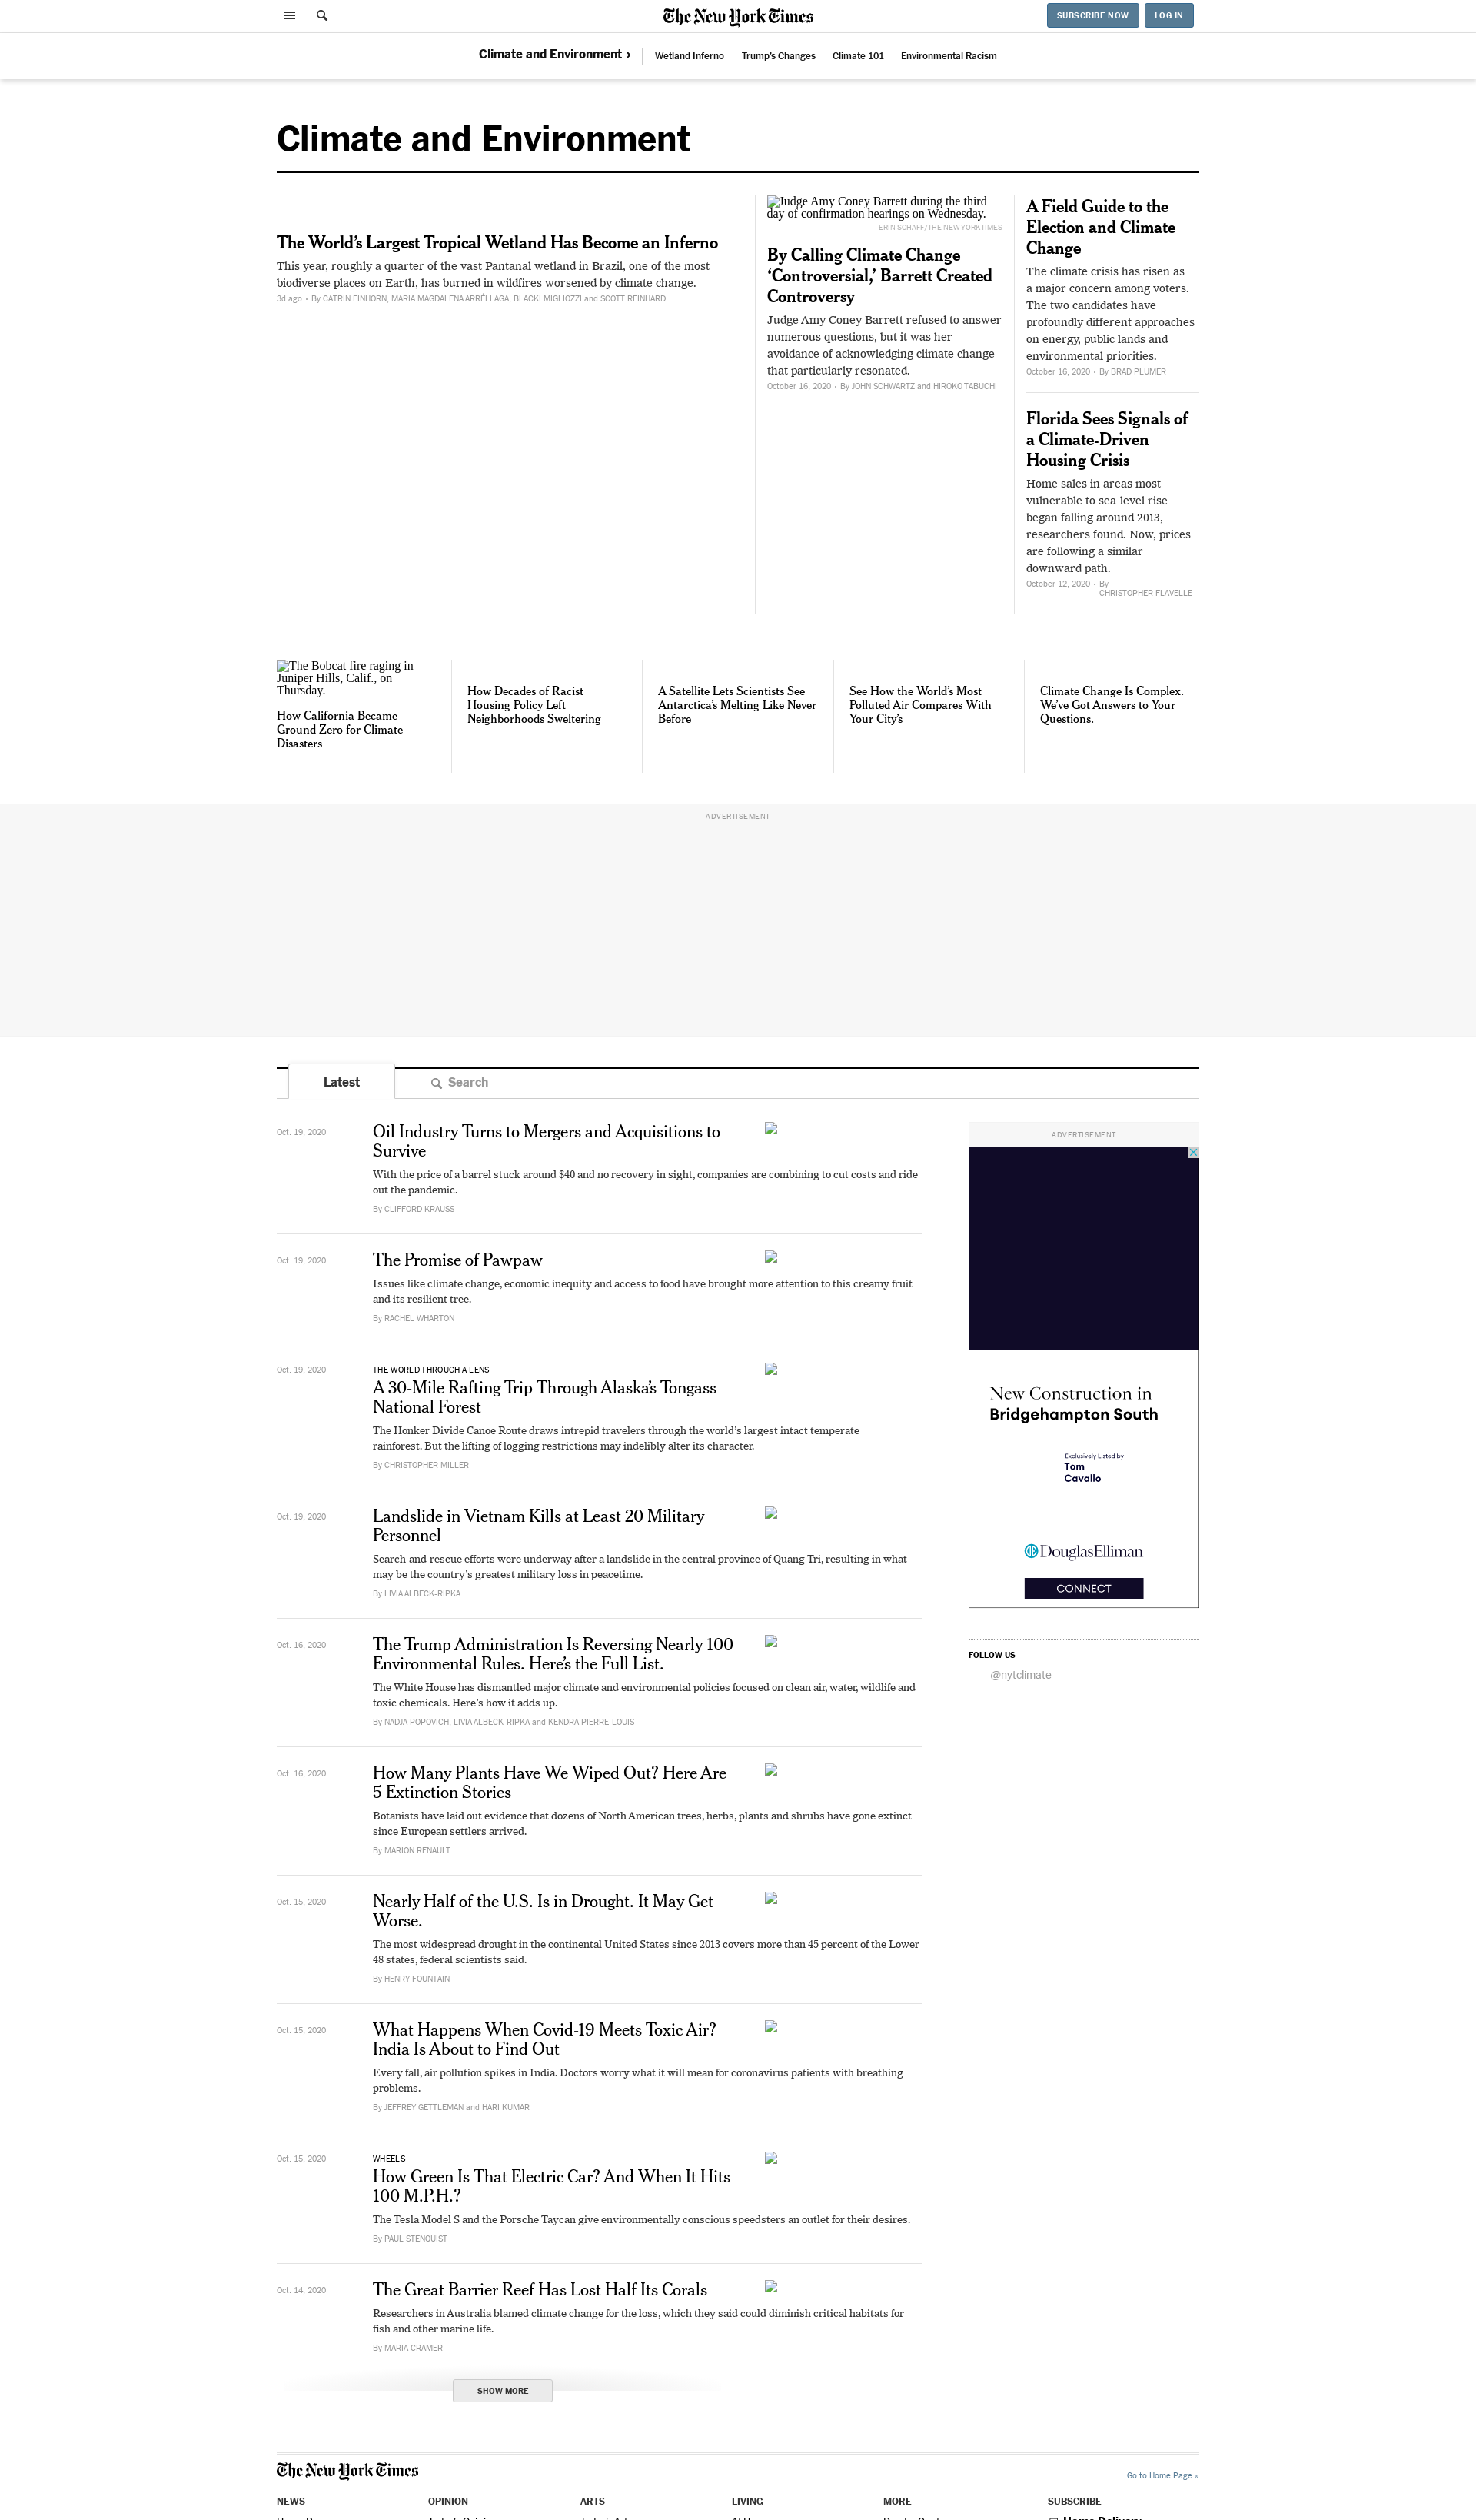 The New York Times
SUBSCRIBE NOW
LOG IN
Climate and Environment ›
Wetland Inferno
Trump's Changes
Climate 101
Environmental Racism
Climate and Environment
The World's Largest Tropical Wetland Has Become an Inferno
This year, roughly a quarter of the vast Pantanal wetland in Brazil, one of the most
biodiverse places on Earth, has burned in wildfires worsened by climate change.
3d ago • By CATRIN EINHORN, MARIA MAGDALENA ARRÉLLAGA, BLACKI MIGLIOZZI and SCOTT REINHARD
Judge Amy Coney Barrett during the third
day of confirmation hearings on Wednesday.
ERIN SCHAFF/THE NEW YORK TIMES
By Calling Climate Change
‘Controversial,’ Barrett Created
Controversy
Judge Amy Coney Barrett refused to answer
numerous questions, but it was her
avoidance of acknowledging climate change
that particularly resonated.
October 16, 2020 • By JOHN SCHWARTZ and HIROKO TABUCHI
A Field Guide to the
Election and Climate
Change
The climate crisis has risen as
a major concern among voters.
The two candidates have
profoundly different approaches
on energy, public lands and
environmental priorities.
October 16, 2020 • By BRAD PLUMER
Florida Sees Signals of
a Climate-Driven
Housing Crisis
Home sales in areas most
vulnerable to sea-level rise
began falling around 2013,
researchers found. Now, prices
are following a similar
downward path.
October 12, 2020 • By
CHRISTOPHER FLAVELLE
The Bobcat fire raging in
Juniper Hills, Calif., on
Thursday.
How California Became
Ground Zero for Climate
Disasters
How Decades of Racist
Housing Policy Left
Neighborhoods Sweltering
A Satellite Lets Scientists See
Antarctica's Melting Like Never
Before
See How the World's Most
Polluted Air Compares With
Your City's
Climate Change Is Complex.
We've Got Answers to Your
Questions.
ADVERTISEMENT
Latest
Search
Oct. 19, 2020
Oil Industry Turns to Mergers and Acquisitions to
Survive
With the price of a barrel stuck around $40 and no recovery in sight, companies are combining to cut costs and ride
out the pandemic.
By CLIFFORD KRAUSS
Oct. 19, 2020
The Promise of Pawpaw
Issues like climate change, economic inequity and access to food have brought more attention to this creamy fruit
and its resilient tree.
By RACHEL WHARTON
Oct. 19, 2020
THE WORLD THROUGH A LENS
A 30-Mile Rafting Trip Through Alaska's Tongass
National Forest
The Honker Divide Canoe Route draws intrepid travelers through the world's largest intact temperate
rainforest. But the lifting of logging restrictions may indelibly alter its character.
By CHRISTOPHER MILLER
Oct. 19, 2020
Landslide in Vietnam Kills at Least 20 Military
Personnel
Search-and-rescue efforts were underway after a landslide in the central province of Quang Tri, resulting in what
may be the country's greatest military loss in peacetime.
By LIVIA ALBECK-RIPKA
Oct. 16, 2020
The Trump Administration Is Reversing Nearly 100
Environmental Rules. Here's the Full List.
The White House has dismantled major climate and environmental policies focused on clean air, water, wildlife and
toxic chemicals. Here's how it adds up.
By NADJA POPOVICH, LIVIA ALBECK-RIPKA and KENDRA PIERRE-LOUIS
Oct. 16, 2020
How Many Plants Have We Wiped Out? Here Are
5 Extinction Stories
Botanists have laid out evidence that dozens of North American trees, herbs, plants and shrubs have gone extinct
since European settlers arrived.
By MARION RENAULT
Oct. 15, 2020
Nearly Half of the U.S. Is in Drought. It May Get
Worse.
The most widespread drought in the continental United States since 2013 covers more than 45 percent of the Lower
48 states, federal scientists said.
By HENRY FOUNTAIN
Oct. 15, 2020
What Happens When Covid-19 Meets Toxic Air?
India Is About to Find Out
Every fall, air pollution spikes in India. Doctors worry what it will mean for coronavirus patients with breathing
problems.
By JEFFREY GETTLEMAN and HARI KUMAR
Oct. 15, 2020
WHEELS
How Green Is That Electric Car? And When It Hits
100 M.P.H.?
The Tesla Model S and the Porsche Taycan give environmentally conscious speedsters an outlet for their desires.
By PAUL STENQUIST
Oct. 14, 2020
The Great Barrier Reef Has Lost Half Its Corals
Researchers in Australia blamed climate change for the loss, which they said could diminish critical habitats for
fish and other marine life.
By MARIA CRAMER
SHOW MORE
ADVERTISEMENT
New Construction in
Bridgehampton South
Exclusively Listed by
Tom
Cavallo
DouglasElliman
CONNECT
FOLLOW US
@nytclimate
The New York Times
Go to Home Page »
NEWS
OPINION
ARTS
LIVING
MORE
SUBSCRIBE